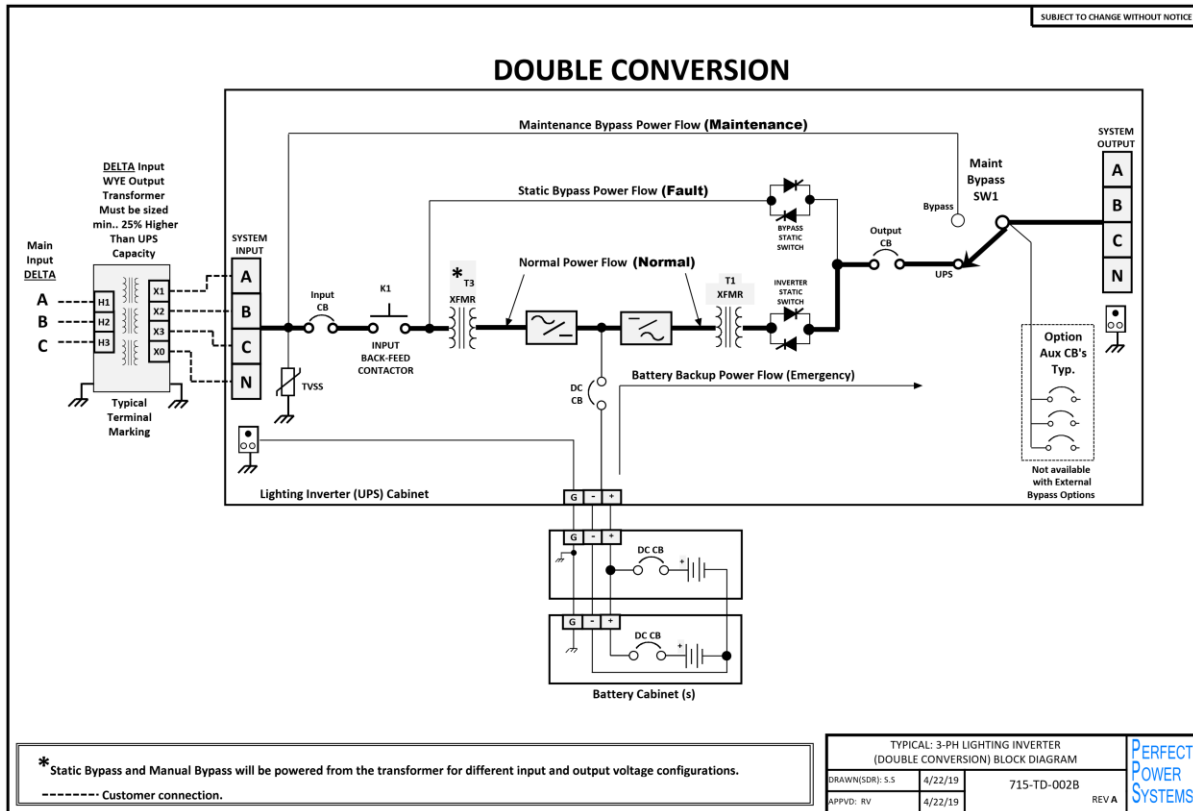 SUBJECT TO CHANGE WITHOUT NOTICE
DOUBLE CONVERSION
Maintenance Bypass Power Flow (Maintenance)
SYSTEM
OUTPUT
A
B
C
N
DELTA Input
WYE Output
Transformer
Must be sized
min.. 25% Higher
Than UPS
Capacity
Main
Input
DELTA
A
B
C
H1
H2
H3
X1
X2
X3
X0
Typical
Terminal
Marking
SYSTEM
INPUT
A
B
C
N
Static Bypass Power Flow (Fault)
BYPASS
STATIC
SWITCH
Maint
Bypass
SW1
Bypass
Output
CB
UPS
Input
CB
K1
INPUT
BACK-FEED
CONTACTOR
* T3
XFMR
Normal Power Flow (Normal)
T1
XFMR
INVERTER
STATIC
SWITCH
TVSS
DC
CB
Battery Backup Power Flow (Emergency)
Option
Aux CB's
Typ.
Not available
with External
Bypass Options
Lighting Inverter (UPS) Cabinet
G - +
G - +
DC CB
+
G - +
DC CB
+
Battery Cabinet (s)
*Static Bypass and Manual Bypass will be powered from the transformer for different input and output voltage configurations.
-------- Customer connection.
TYPICAL: 3-PH LIGHTING INVERTER
(DOUBLE CONVERSION) BLOCK DIAGRAM
DRAWN(SDR): S.S 4/22/19
715-TD-002B
APPVD: RV 4/22/19
REV A
PERFECT
POWER
SYSTEMS